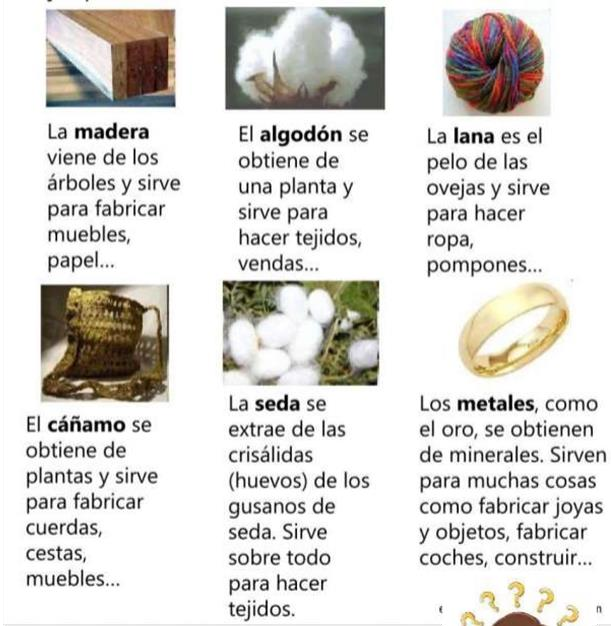 La madera
viene de los
árboles y sirve
para fabricar
muebles,
papel...
El algodón se
obtiene de
una planta y
sirve para
hacer tejidos,
vendas...
La lana es el
pelo de las
ovejas y sirve
para hacer
ropa,
pompones...
El cáñamo se
obtiene de
plantas y sirve
para fabricar
cuerdas,
cestas,
muebles...
La seda se
extrae de las
crisálidas
(huevos) de los
gusanos de
seda. Sirve
sobre todo
para hacer
tejidos.
Los metales, como
el oro, se obtienen
de minerales. Sirven
para muchas cosas
como fabricar joyas
y objetos, fabricar
coches, construir...
? ? ? ?